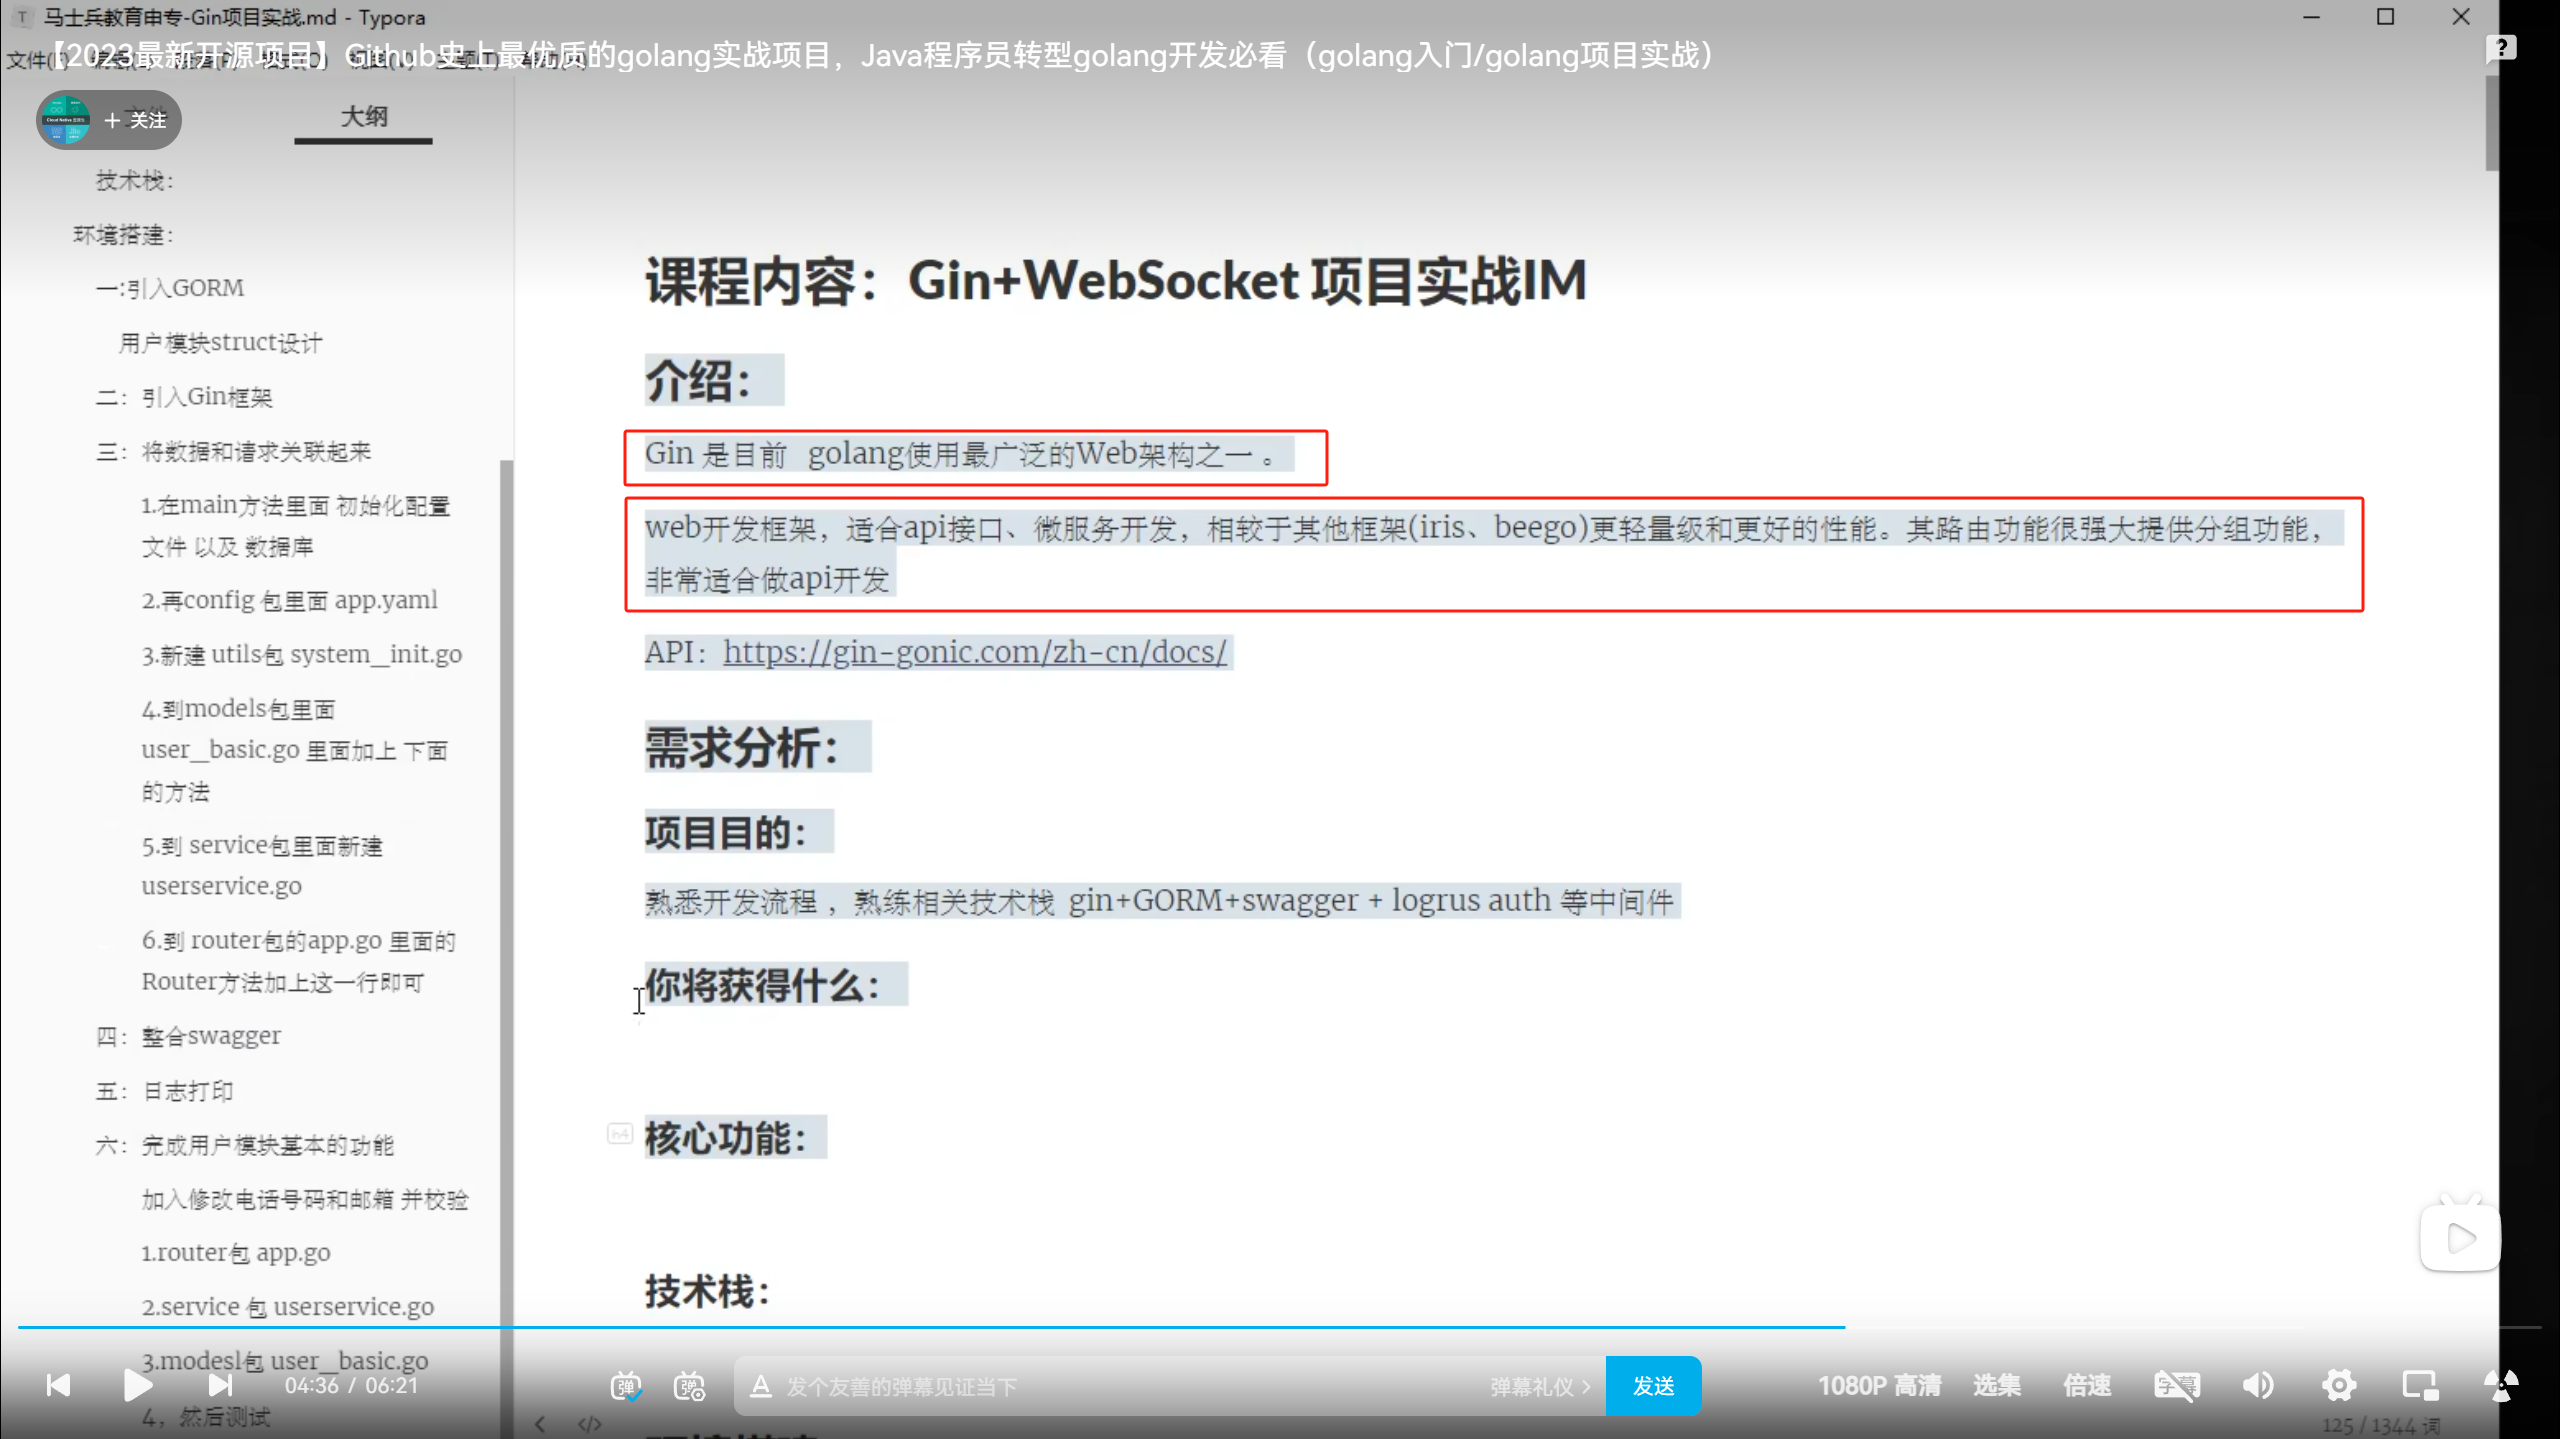 马士兵教育由专-Gin项目实战.md - Typora
【2023最新开源项目】Github史上最优质的golang实战项目，Java程序员转型golang开发必看（golang入门/golang项目实战）
文件(F)
+ 关注
大纲
技术栈：
环境搭建：
一:引入GORM
用户模块struct设计
二：引入Gin框架
三：将数据和请求关联起来
1.在main方法里面 初始化配置
文件 以及 数据库
2.再config 包里面 app.yaml
3.新建 utils包 system_init.go
4.到models包里面
user_basic.go 里面加上 下面
的方法
5.到 service包里面新建
userservice.go
6.到 router包的app.go 里面的
Router方法加上这一行即可
四：整合swagger
五：日志打印
六：完成用户模块基本的功能
加入修改电话号码和邮箱 并校验
1.router包 app.go
2.service 包 userservice.go
3.modesl包 user_basic.go
4，然后测试
课程内容：Gin+WebSocket 项目实战IM
介绍：
Gin 是目前 golang使用最广泛的Web架构之一 。
web开发框架，适合api接口、微服务开发，相较于其他框架(iris、beego)更轻量级和更好的性能。其路由功能很强大提供分组功能，
非常适合做api开发
API：https://gin-gonic.com/zh-cn/docs/
需求分析：
项目目的：
熟悉开发流程 ，熟练相关技术栈 gin+GORM+swagger + logrus auth 等中间件
你将获得什么：
h4
核心功能：
技术栈：
04:36 / 06:21
弹
弹
A 发个友善的弹幕见证当下
弹幕礼仪 >
发送
1080P 高清
选集
倍速
字幕
125 / 1344 词